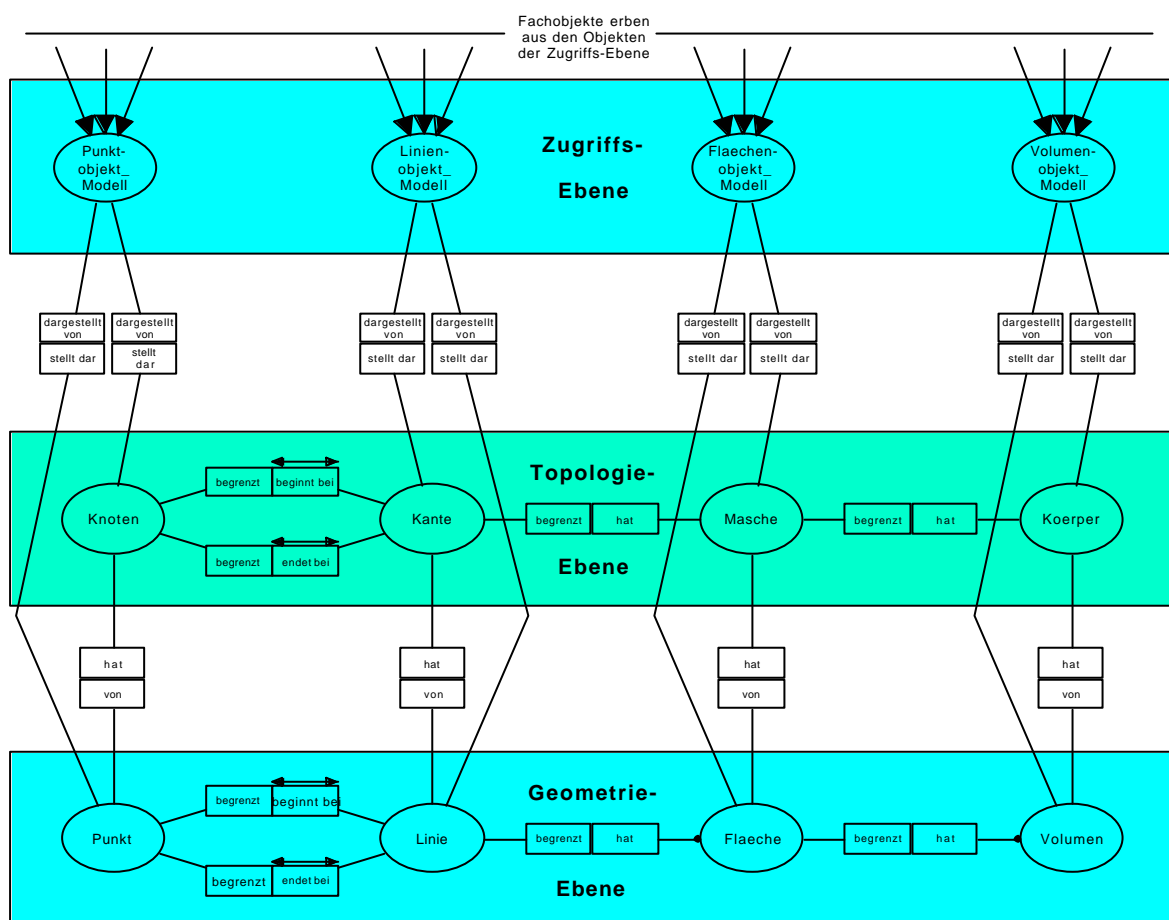 Fachobjekte erben
aus den Objekten
der Zugriffs-Ebene
Zugriffs-
Ebene
Punkt-
objekt_
Modell
Linien-
objekt_
Modell
Flaechen-
objekt_
Modell
Volumen-
objekt_
Modell
dargestellt
von
stellt dar
dargestellt
von
stellt
dar
dargestellt
von
stellt dar
dargestellt
von
stellt dar
dargestellt
von
stellt dar
dargestellt
von
stellt dar
dargestellt
von
stellt dar
dargestellt
von
stellt dar
Topologie-
Ebene
Knoten
begrenzt
beginnt bei
begrenzt
endet bei
Kante
begrenzt
hat
Masche
begrenzt
hat
Koerper
hat
von
hat
von
hat
von
hat
von
Geometrie-
Ebene
Punkt
begrenzt
beginnt bei
begrenzt
endet bei
Linie
begrenzt
hat
Flaeche
begrenzt
hat
Volumen